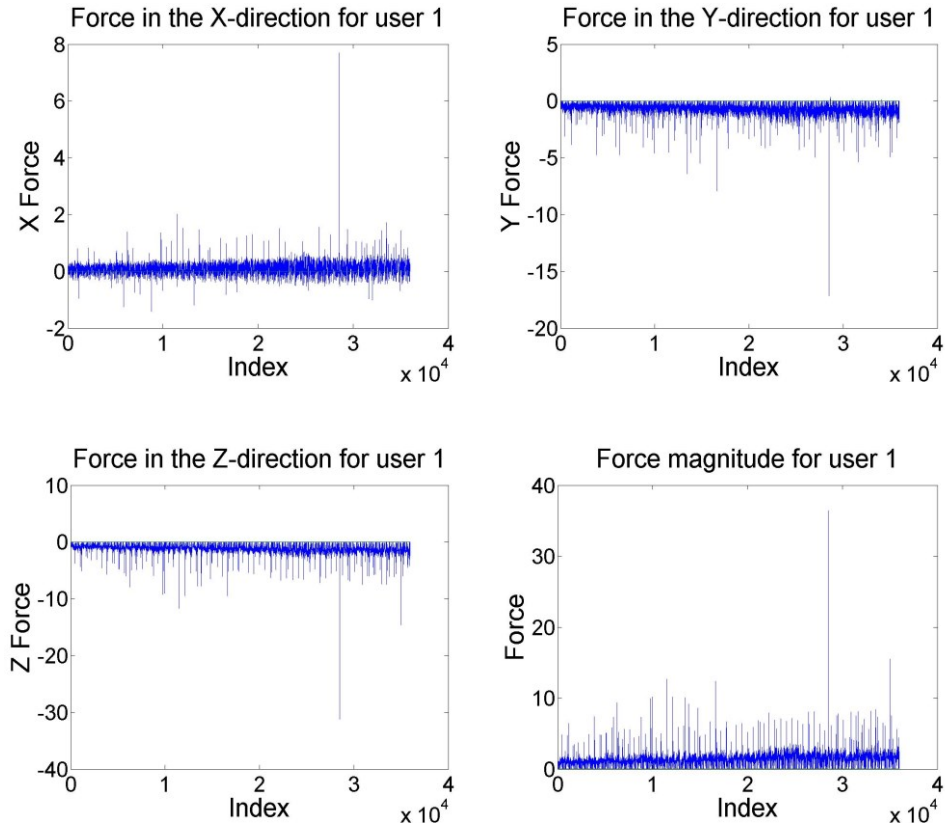 Force in the X-direction for user 1
8
6
4
2
0
-2
X Force
0 1 2 3 4
Index
x 10^4
Force in the Y-direction for user 1
5
0
-5
-10
-15
-20
Y Force
0 1 2 3 4
Index
x 10^4
Force in the Z-direction for user 1
10
0
-10
-20
-30
-40
Z Force
0 1 2 3 4
Index
x 10^4
Force magnitude for user 1
40
30
20
10
0
Force
0 1 2 3 4
Index
x 10^4